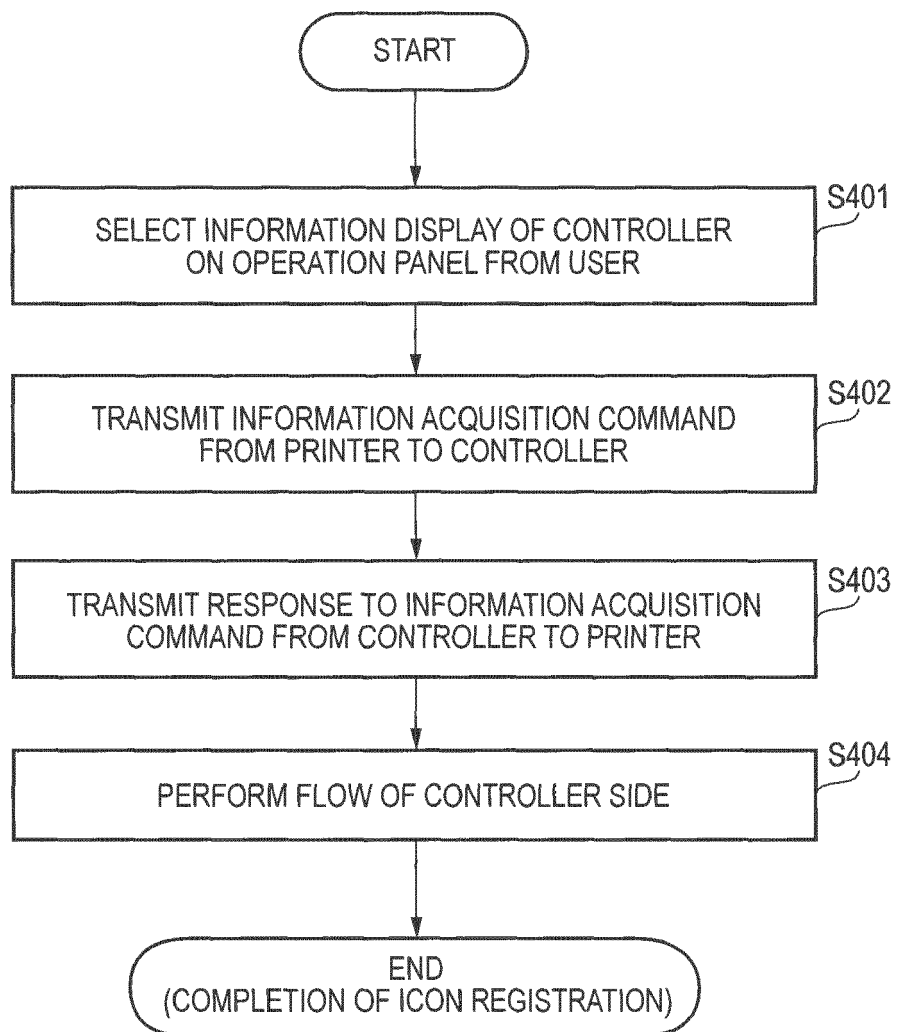 START
S401
SELECT INFORMATION DISPLAY OF CONTROLLER
ON OPERATION PANEL FROM USER
S402
TRANSMIT INFORMATION ACQUISITION COMMAND
FROM PRINTER TO CONTROLLER
S403
TRANSMIT RESPONSE TO INFORMATION ACQUISITION
COMMAND FROM CONTROLLER TO PRINTER
S404
PERFORM FLOW OF CONTROLLER SIDE
END
(COMPLETION OF ICON REGISTRATION)